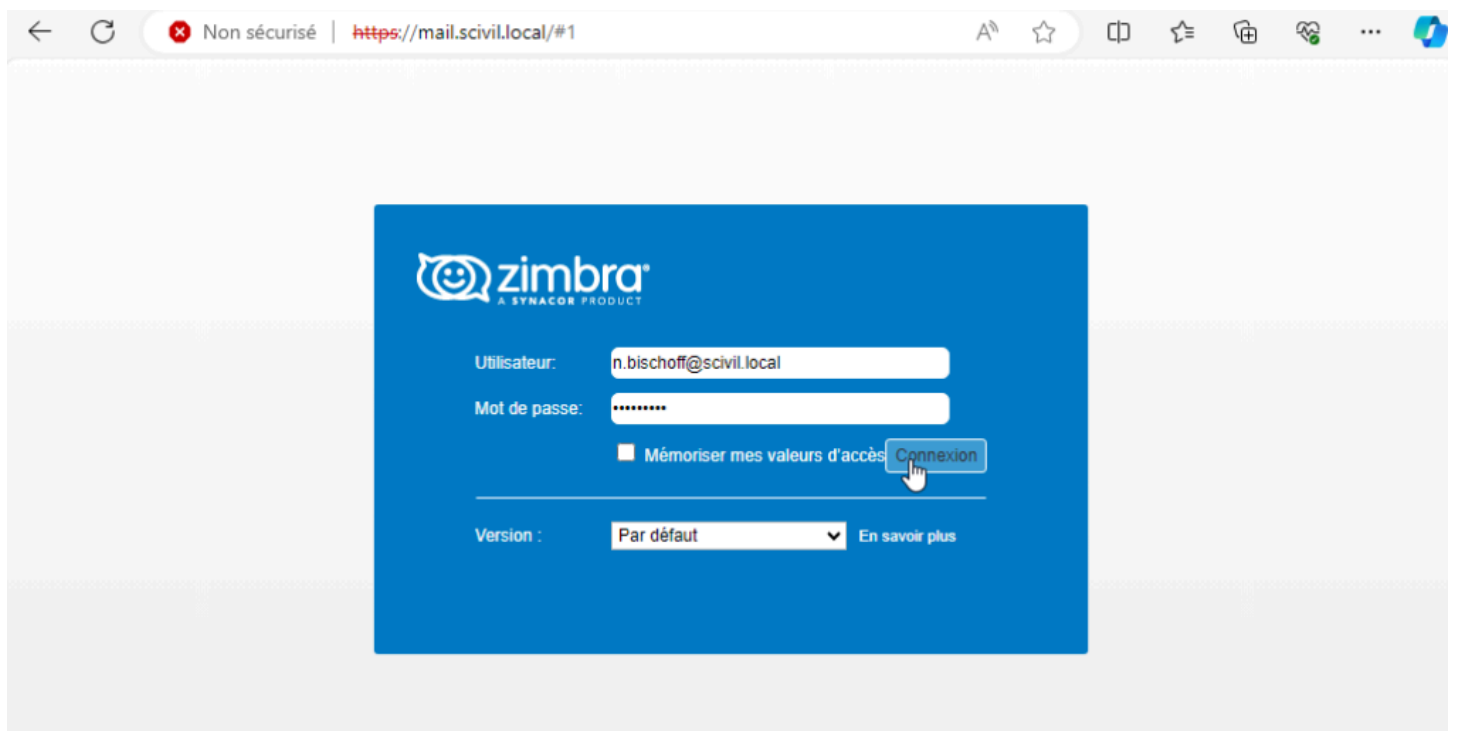 Non sécurisé | https://mail.scivil.local/#1
zimbra®
A SYNACOR PRODUCT
Utilisateur: n.bischoff@scivil.local
Mot de passe: •••••••••
Mémoriser mes valeurs d'accès Connexion
Version : Par défaut En savoir plus